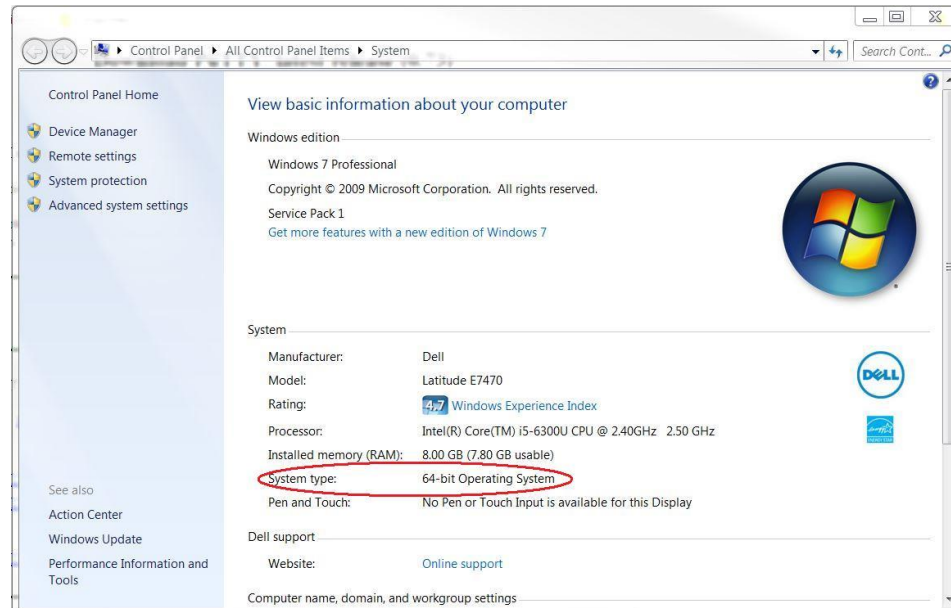 Control Panel ▸ All Control Panel Items ▸ System
Search Cont...
Control Panel Home
Device Manager
Remote settings
System protection
Advanced system settings
See also
Action Center
Windows Update
Performance Information and
Tools
View basic information about your computer
Windows edition
Windows 7 Professional
Copyright © 2009 Microsoft Corporation. All rights reserved.
Service Pack 1
Get more features with a new edition of Windows 7
System
Manufacturer: Dell
Model: Latitude E7470
Rating: 4.7 Windows Experience Index
Processor: Intel(R) Core(TM) i5-6300U CPU @ 2.40GHz 2.50 GHz
Installed memory (RAM): 8.00 GB (7.80 GB usable)
System type: 64-bit Operating System
Pen and Touch: No Pen or Touch Input is available for this Display
DELL
ENERGY STAR
Dell support
Website: Online support
Computer name, domain, and workgroup settings